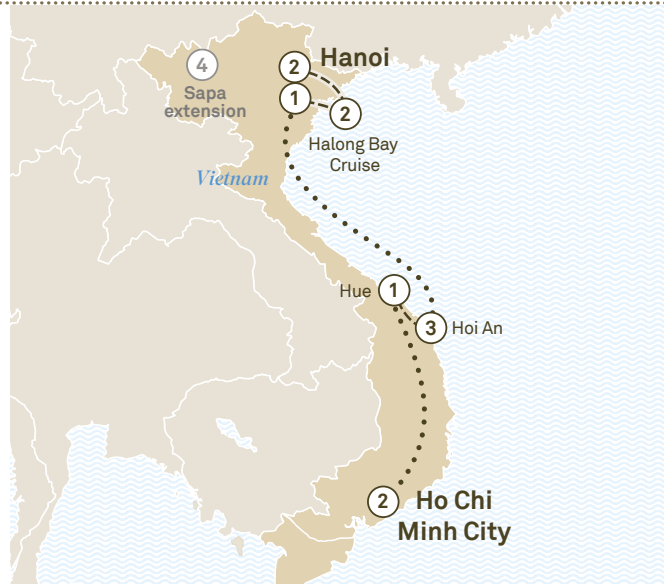 2
Hanoi
4
Sapa
extension
1
2
Halong Bay
Cruise
Vietnam
Hue
1
3
Hoi An
2
Ho Chi
Minh City